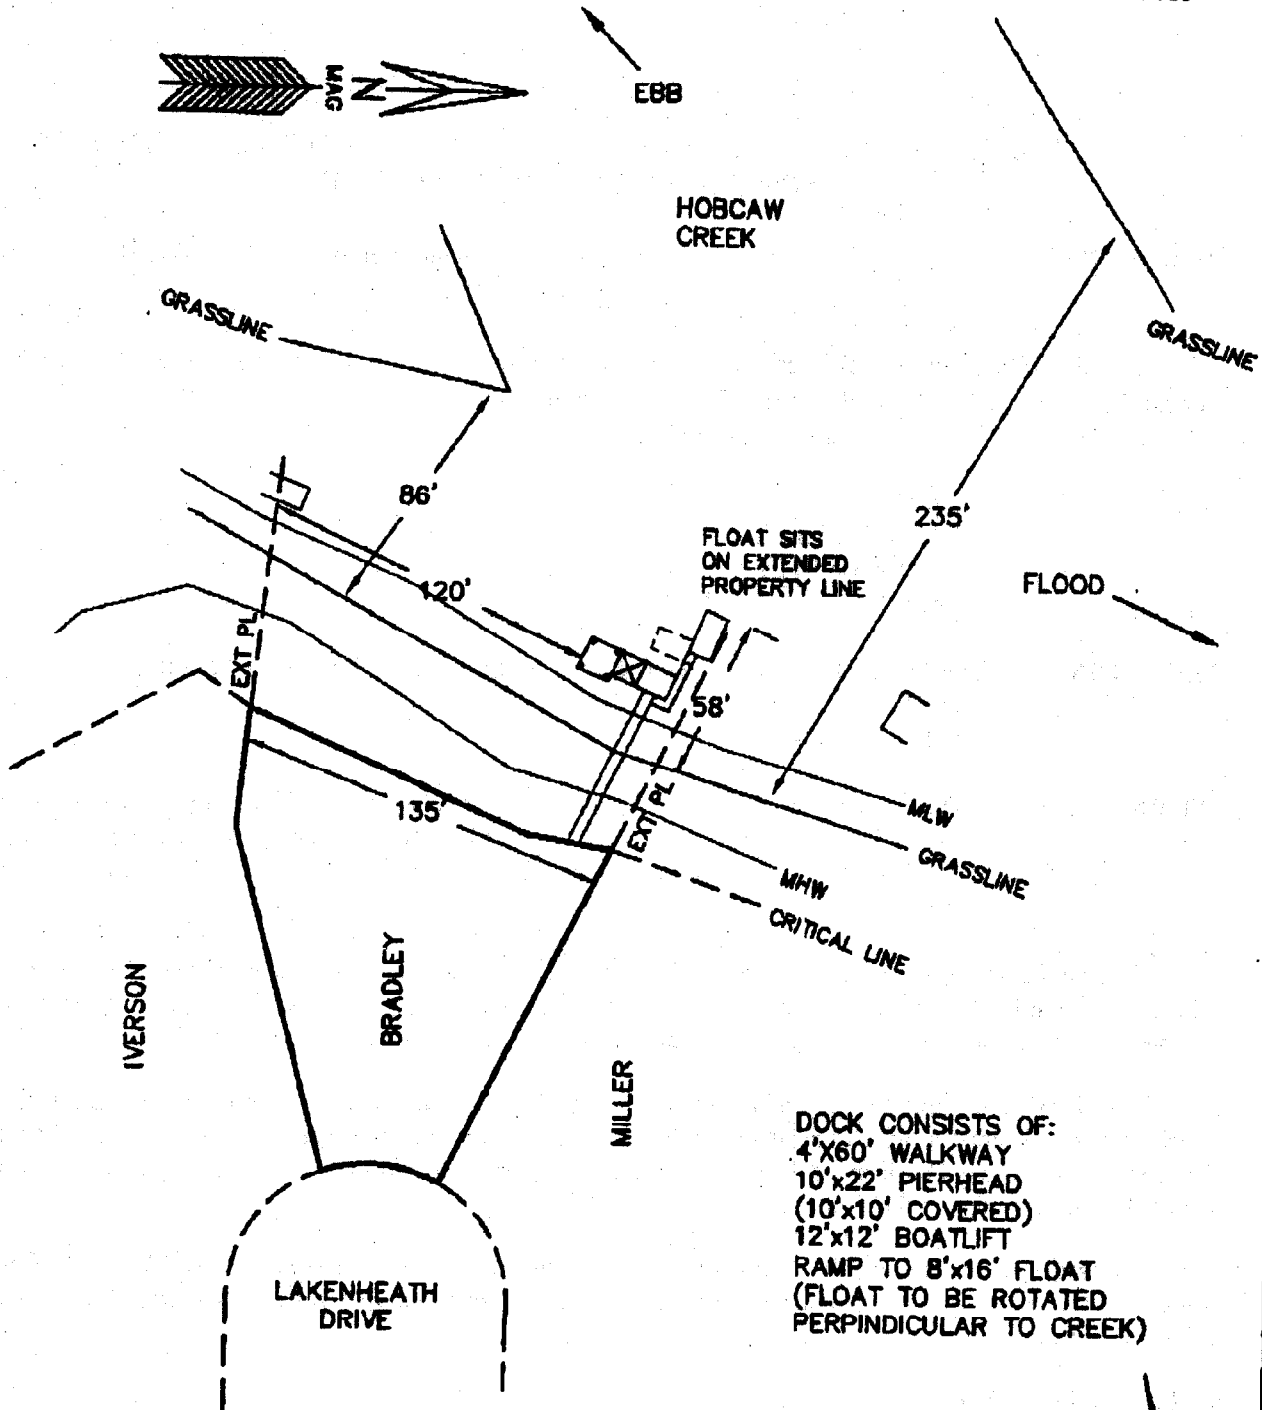 MAG
N
EBB
HOBCAW
CREEK
GRASSLINE
GRASSLINE
86'
235'
FLOAT SITS
ON EXTENDED
PROPERTY LINE
120'
FLOOD
EXT PL
58'
135'
EXT PL
MLW
GRASSLINE
MHW
CRITICAL LINE
IVERSON
BRADLEY
MILLER
DOCK CONSISTS OF:
4'X60' WALKWAY
10'x22' PIERHEAD
(10'x10' COVERED)
12'x12' BOATLIFT
RAMP TO 8'x16' FLOAT
(FLOAT TO BE ROTATED
PERPINDICULAR TO CREEK)
LAKENHEATH
DRIVE